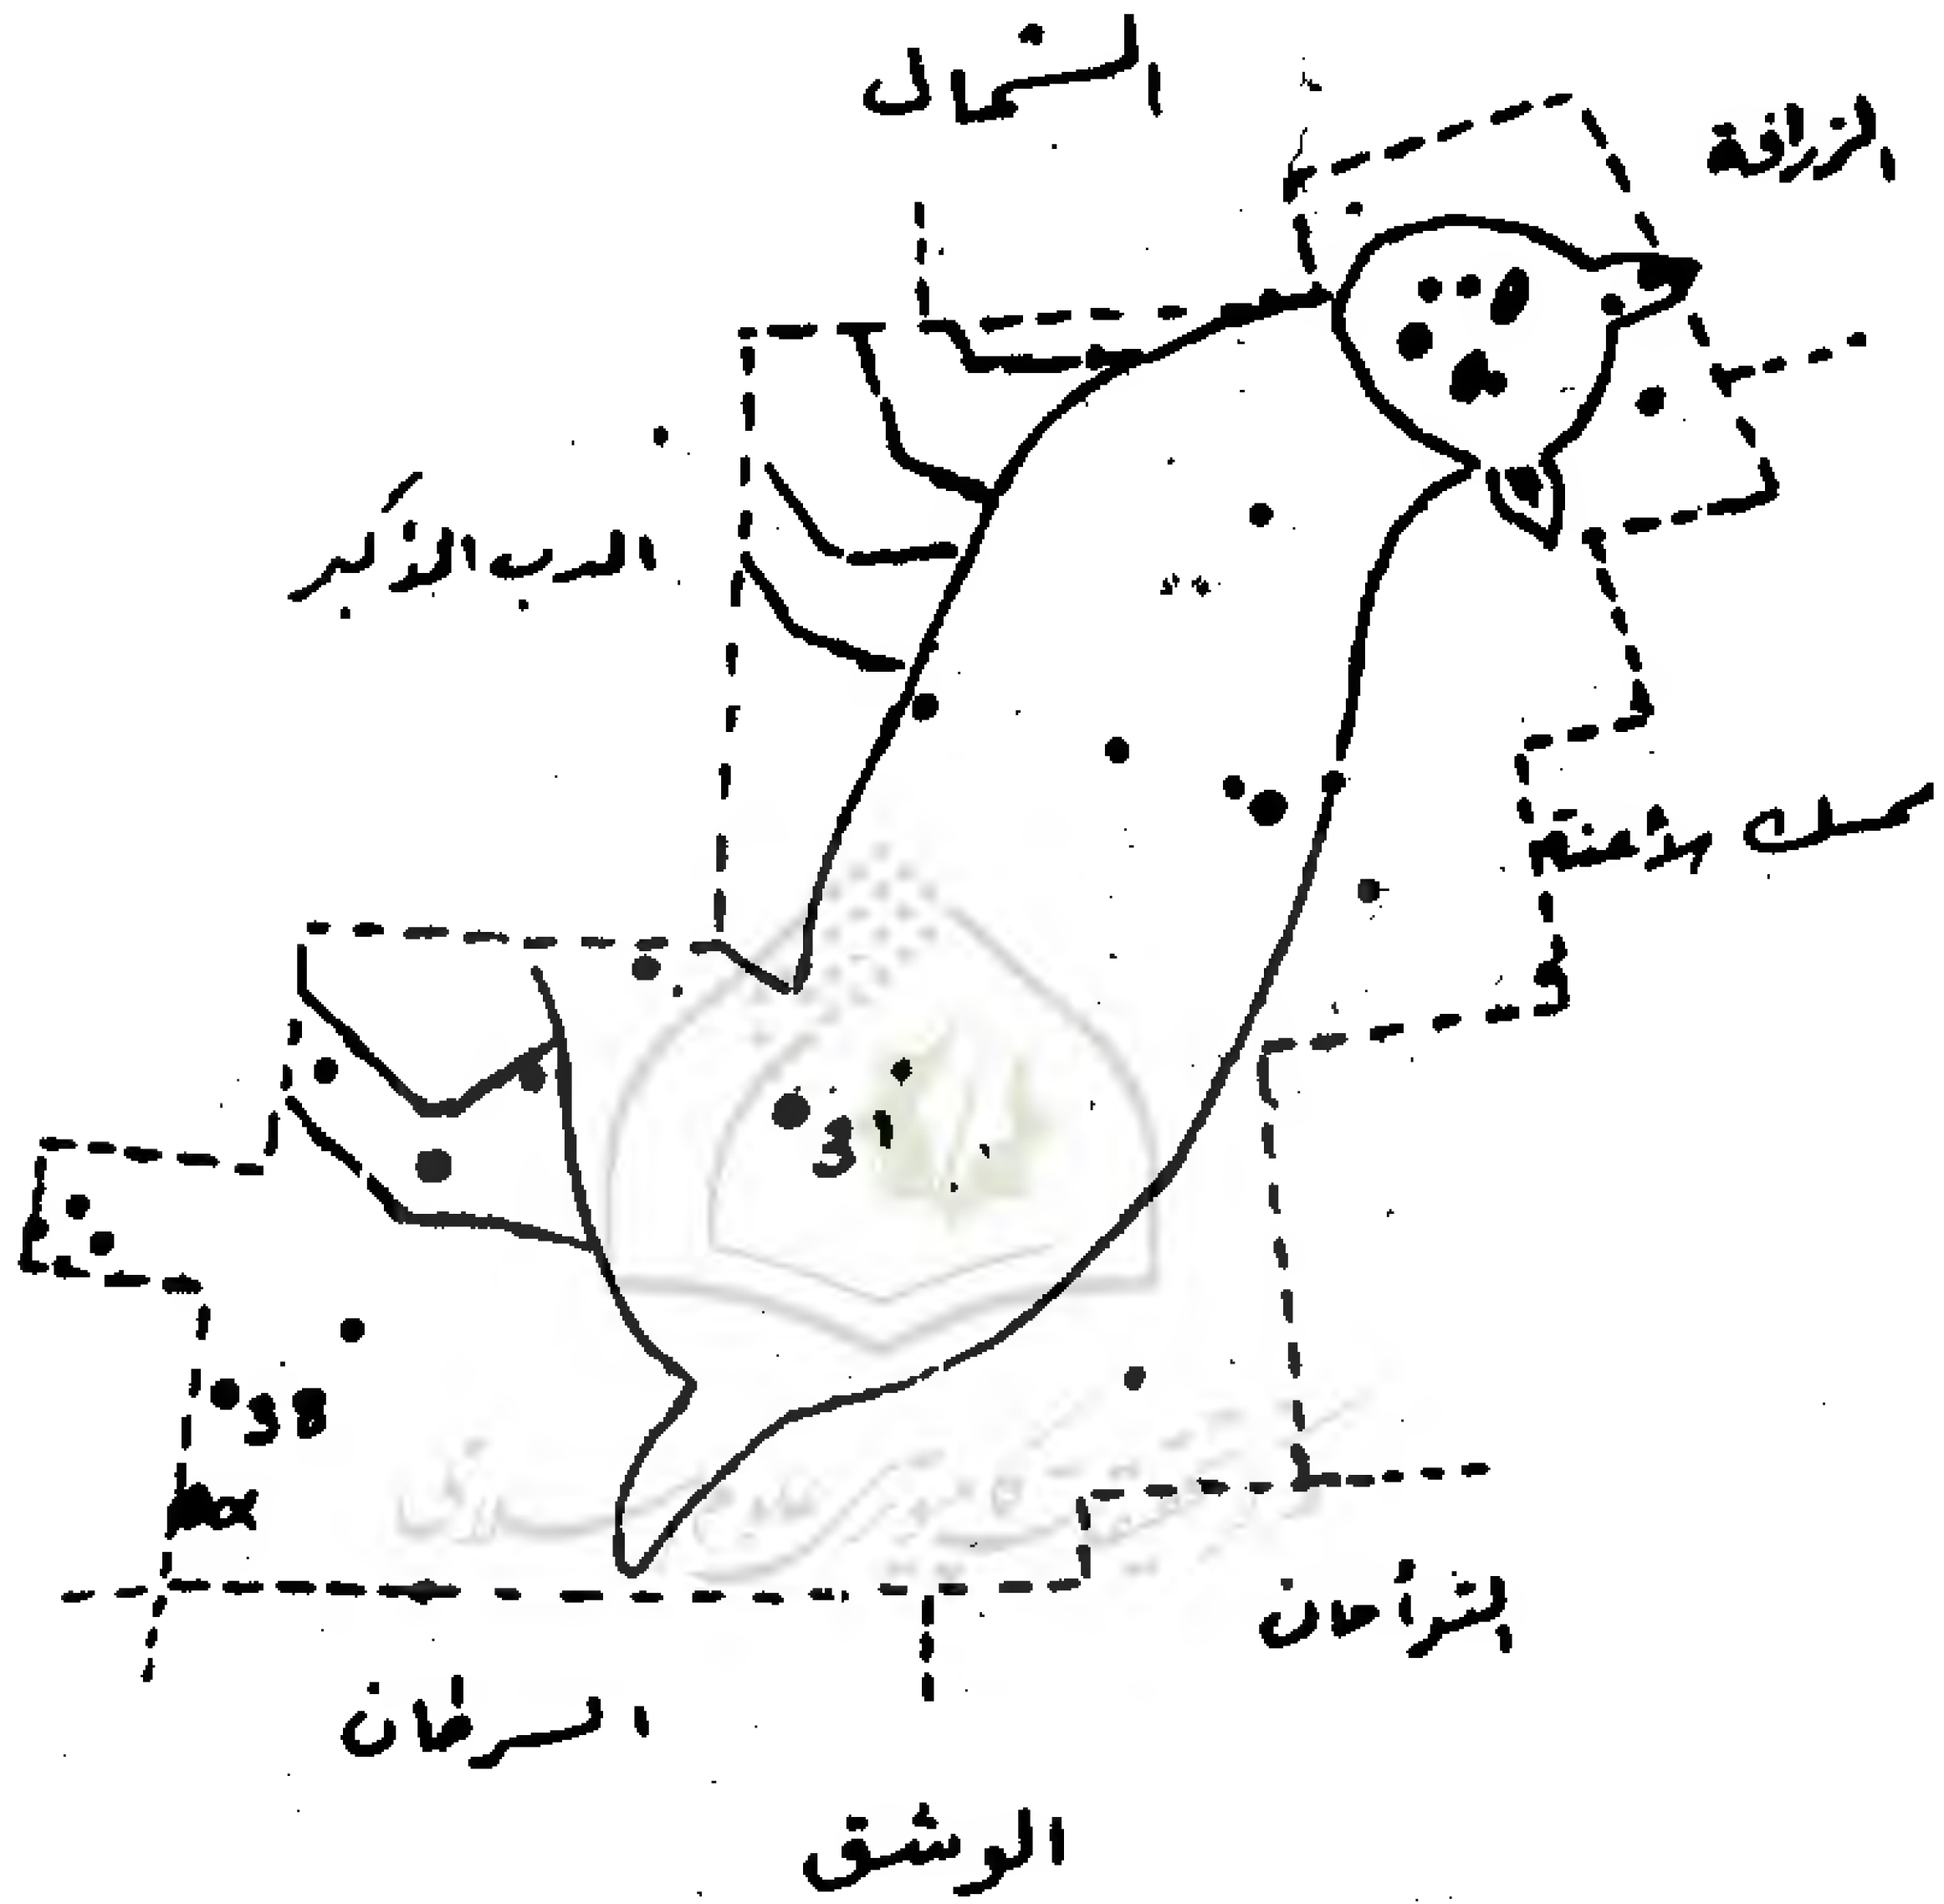 الشمال
الزرافة
الدب الأكبر
ممسك الأعنة
31
38
α
التوأمان
السرطان
الوشق